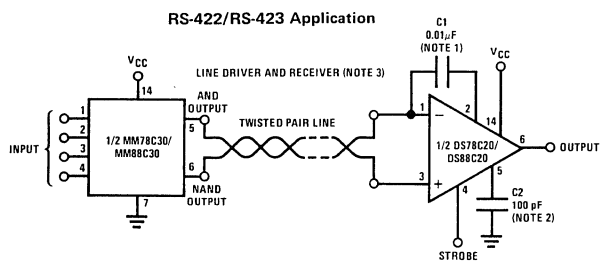 RS-422/RS-423 Application
C1
0.01µF
(NOTE 1)
VCC
LINE DRIVER AND RECEIVER (NOTE 3)
VCC
14
AND
OUTPUT
TWISTED PAIR LINE
1
2
3
4
INPUT
1/2 MM78C30/
MM88C30
5
6
NAND
OUTPUT
7
1
2
14
3
1/2 DS78C20/
DS88C20
6
OUTPUT
4
5
C2
100 pF
(NOTE 2)
STROBE